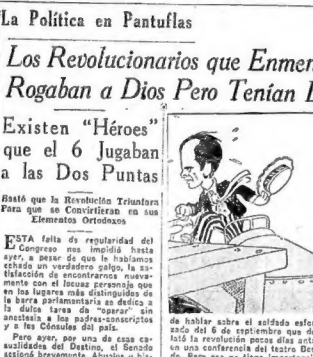 La Política en Pantuflas
Los Revolucionarios que Enmen
Rogaban a Dios Pero Tenían
Existen "Héroes"
que el 6 Jugaban
a las Dos Puntas
Bastó que la Revolución Triunfara
Para que se Convirtieran en sus
Elementos Ortodoxos
ESTA falta de regularidad del
Congreso nos impidió hasta
ayer, a pesar de que le habíamos
echado un verdadero galgo, la sa-
tisfacción de encontrarnos nueva-
mente con el locuaz personaje que
en los lugares más distinguidos de
la barra parlamentaria se dedica a
la dulce tarea de "operar" sin
anestesia a los padres-conscriptos
y a los Cónsules del país.
Pero ayer, por una de esas ca-
sualidades del Destino, el Senado
sesionó brevemente.
de hablar sobre el soldado
zado del 6 de septiembre que
lató la revolución pocos días
en una conferencia del teatro